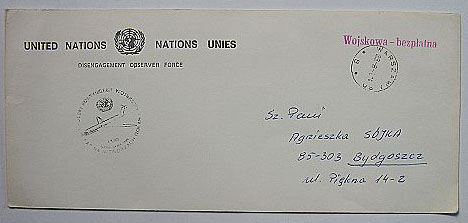 UNITED NATIONS NATIONS UNIES
DISENGAGEMENT OBSERVER FORCE
Wojskowa - bezpłatna
WARSZAWA
Sz. Pani
Agnieszka SÓJKA
85-303 Bydgoszcz
ul. Piękna 14-2